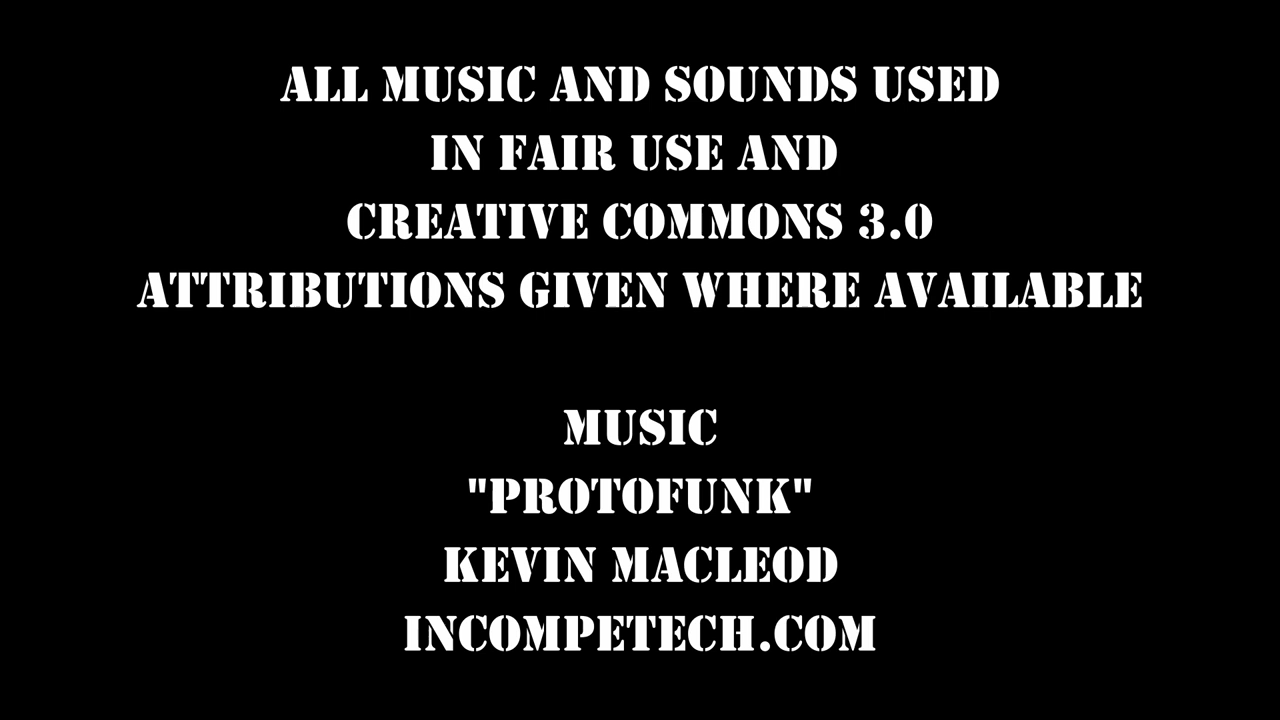 ALL MUSIC AND SOUNDS USED
IN FAIR USE AND
CREATIVE COMMONS 3.0
ATTRIBUTIONS GIVEN WHERE AVAILABLE
MUSIC
"PROTOFUNK"
KEVIN MACLEOD
INCOMPETECH.COM